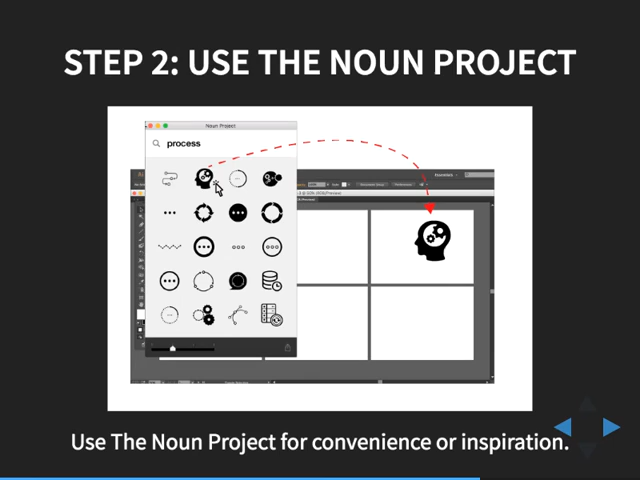 STEP 2: USE THE NOUN PROJECT
Noun Project
process
Use The Noun Project for convenience or inspiration.